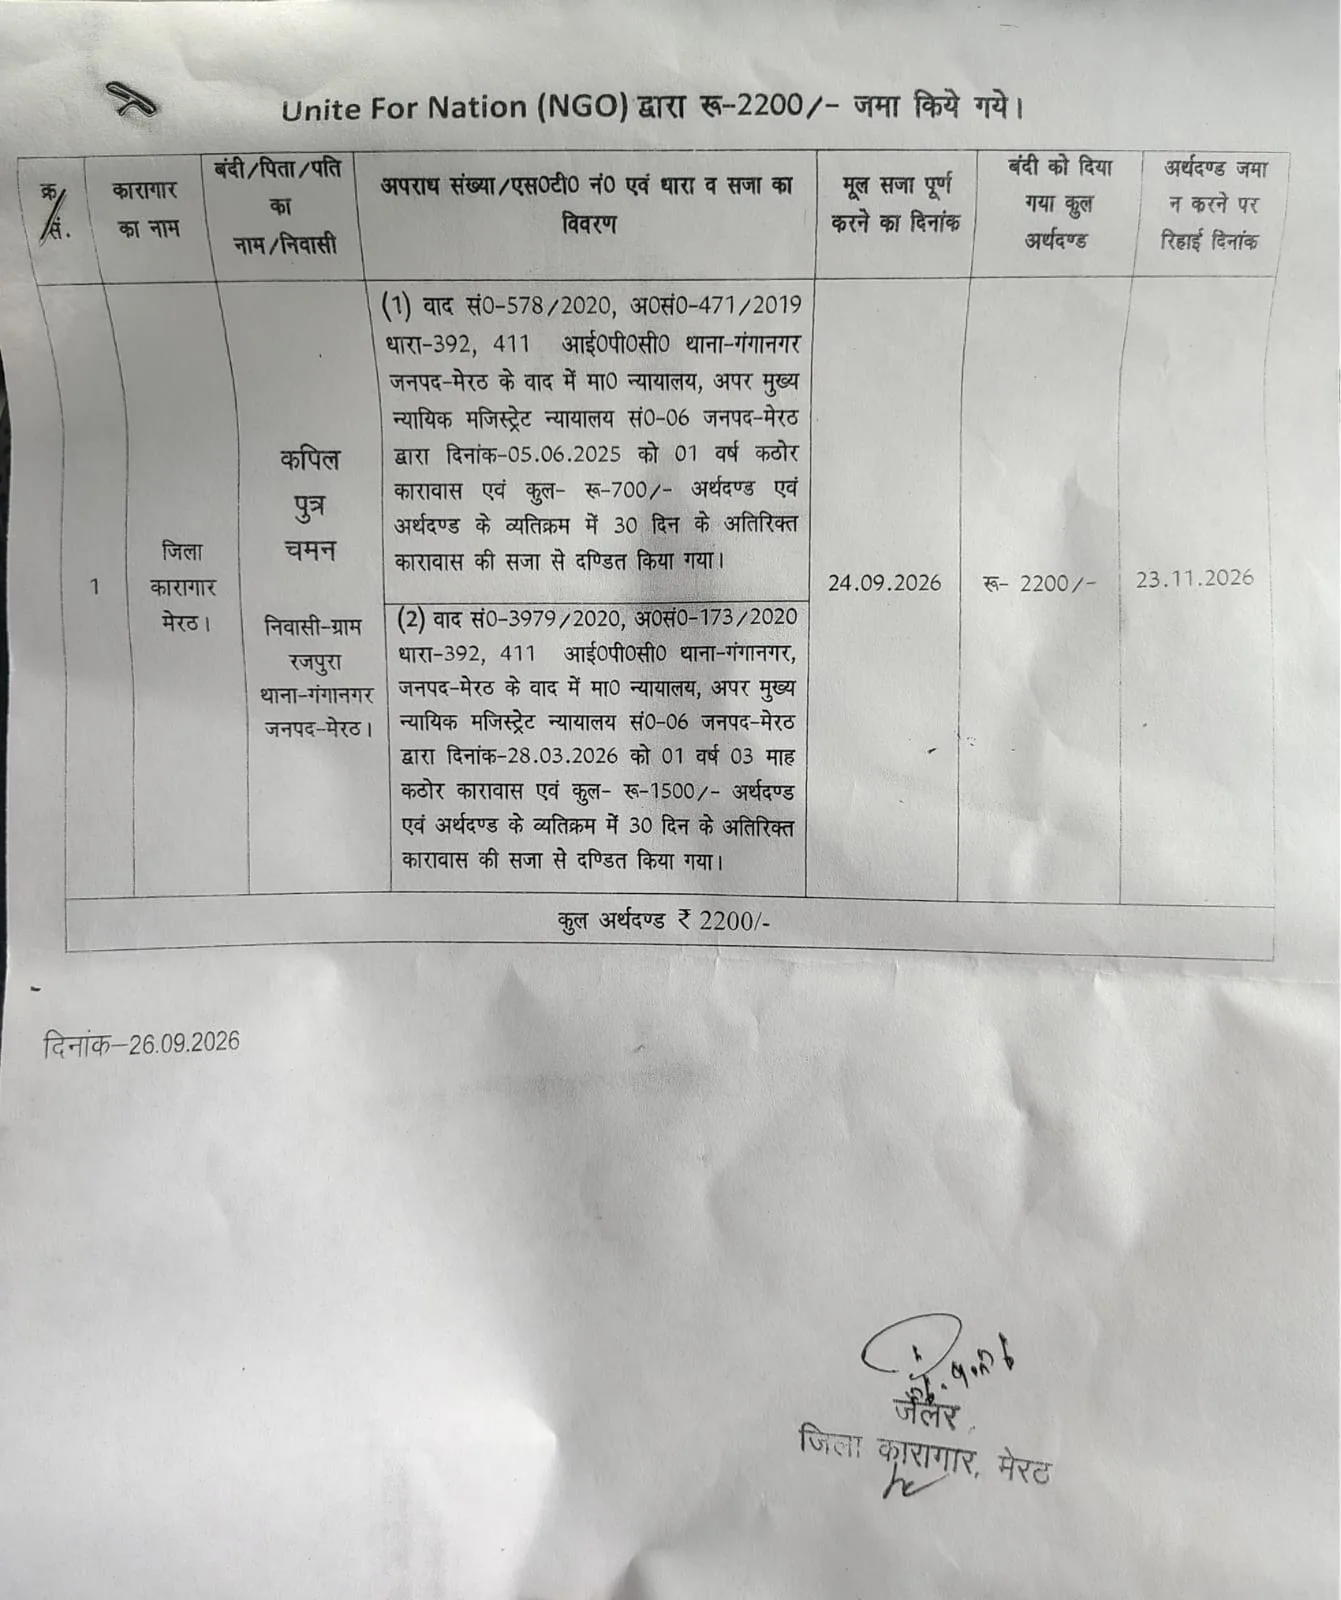 Unite For Nation (NGO) द्वारा रू-2200/- जमा किये गये।
क्र/सं.
कारागार
का नाम
बंदी/पिता/पति
का
नाम/निवासी
अपराध संख्या/एस0टी0 नं0 एवं धारा व सजा का
विवरण
मूल सजा पूर्ण
करने का दिनांक
बंदी को दिया
गया कुल
अर्थदण्ड
अर्थदण्ड जमा
न करने पर
रिहाई दिनांक
1
जिला
कारागार
मेरठ।
कपिल
पुत्र
चमन
निवासी-ग्राम
रजपुरा
थाना-गंगानगर
जनपद-मेरठ।
(1) वाद सं0-578/2020, अ0सं0-471/2019
धारा-392, 411 आई0पी0सी0 थाना-गंगानगर
जनपद-मेरठ के वाद में मा0 न्यायालय, अपर मुख्य
न्यायिक मजिस्ट्रेट न्यायालय सं0-06 जनपद-मेरठ
द्वारा दिनांक-05.06.2025 को 01 वर्ष कठोर
कारावास एवं कुल- रू-700/- अर्थदण्ड एवं
अर्थदण्ड के व्यतिक्रम में 30 दिन के अतिरिक्त
कारावास की सजा से दण्डित किया गया।
(2) वाद सं0-3979/2020, अ0सं0-173/2020
धारा-392, 411 आई0पी0सी0 थाना-गंगानगर,
जनपद-मेरठ के वाद में मा0 न्यायालय, अपर मुख्य
न्यायिक मजिस्ट्रेट न्यायालय सं0-06 जनपद-मेरठ
द्वारा दिनांक-28.03.2026 को 01 वर्ष 03 माह
कठोर कारावास एवं कुल- रू-1500/- अर्थदण्ड
एवं अर्थदण्ड के व्यतिक्रम में 30 दिन के अतिरिक्त
कारावास की सजा से दण्डित किया गया।
24.09.2026
रू- 2200/-
23.11.2026
कुल अर्थदण्ड ₹ 2200/-
दिनांक-26.09.2026
जेलर
जिला कारागार, मेरठ